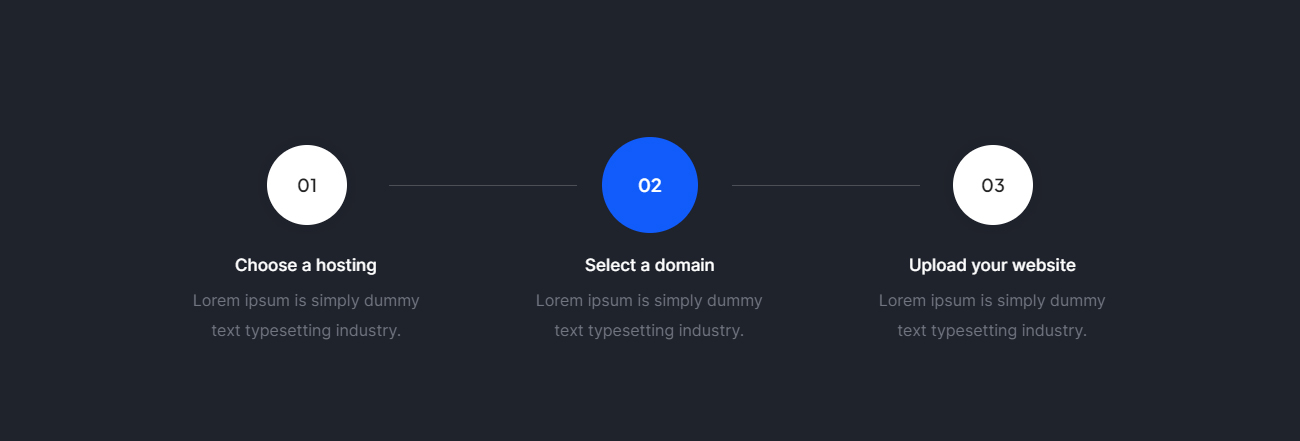 01
02
03
Choose a hosting
Select a domain
Upload your website
Lorem ipsum is simply dummy
text typesetting industry.
Lorem ipsum is simply dummy
text typesetting industry.
Lorem ipsum is simply dummy
text typesetting industry.